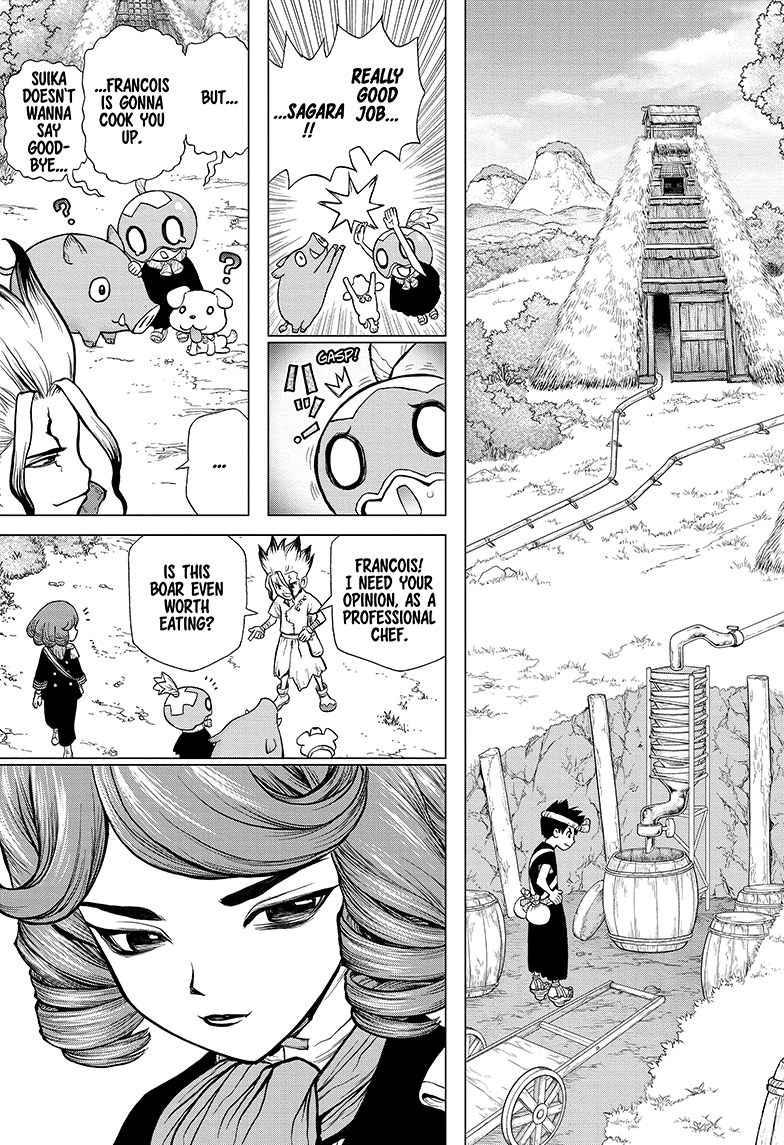 REALLY
GOOD
JOB...
...SAGARA
!!
GASP!
BUT...
...FRANCOIS
IS GONNA
COOK YOU
UP.
SUIKA
DOESN'T
WANNA
SAY
GOOD-
BYE...
?
?
...
FRANCOIS!
I NEED YOUR
OPINION, AS A
PROFESSIONAL
CHEF.
IS THIS
BOAR EVEN
WORTH
EATING?